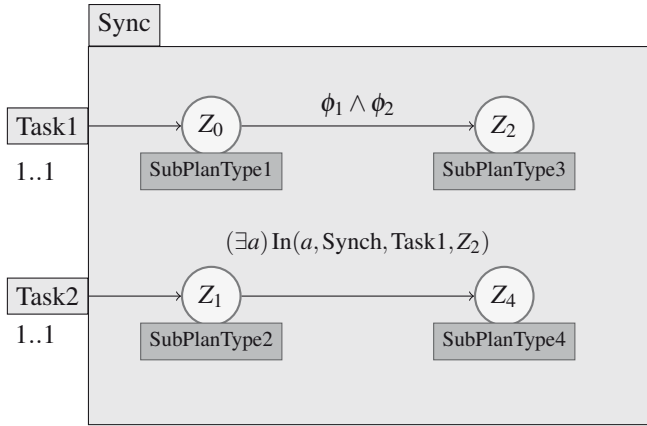 Sync
ϕ₁ ∧ ϕ₂
Task1
Z₀
Z₂
1..1
SubPlanType1
SubPlanType3
(∃a) In(a, Synch, Task1, Z₂)
Task2
Z₁
Z₄
1..1
SubPlanType2
SubPlanType4